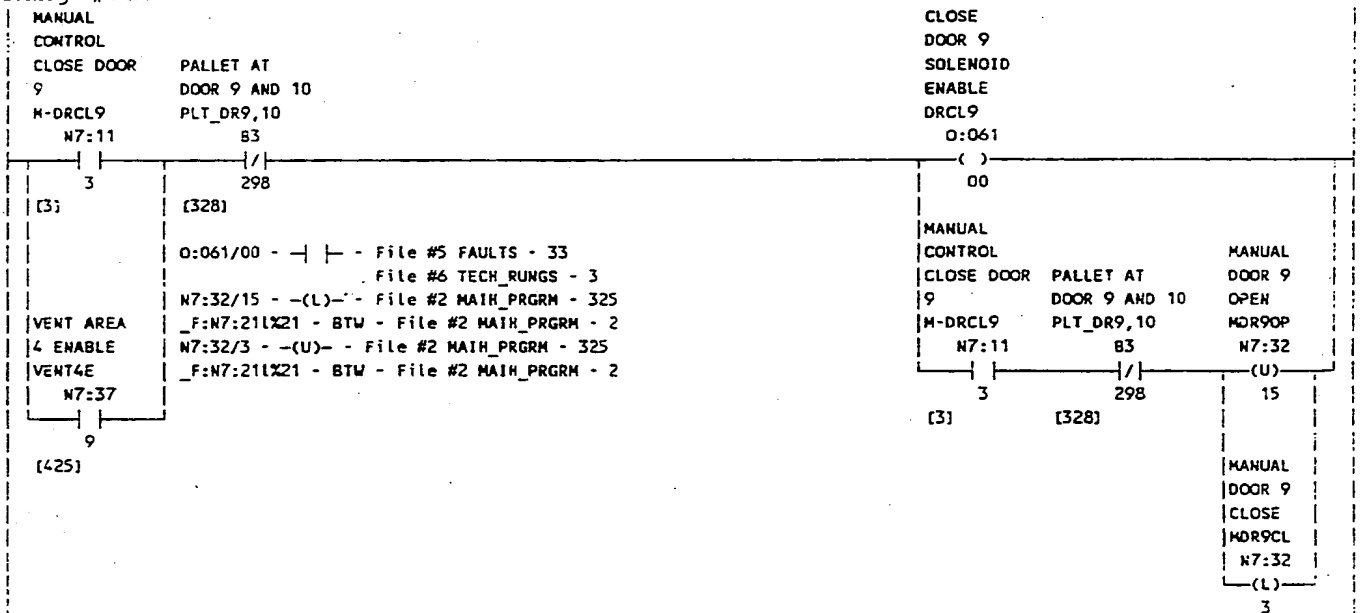 MANUAL CLOSE
CONTROL DOOR 9
CLOSE DOOR PALLET AT SOLENOID
9 DOOR 9 AND 10 ENABLE
M-DRCL9 PLT_DR9,10 DRCL9
N7:11 B3 O:061
3 298 00
[3] [328]
MANUAL
O:061/00 - -| |- - File #5 FAULTS - 33 CONTROL MANUAL
File #6 TECH_RUNGS - 3 CLOSE DOOR PALLET AT DOOR 9
N7:32/15 - -(L)- - File #2 MAIN_PRGRM - 325 9 DOOR 9 AND 10 OPEN
VENT AREA _F:N7:21[%21 - BTW - File #2 MAIN_PRGRM - 2 M-DRCL9 PLT_DR9,10 MDR9OP
4 ENABLE N7:32/3 - -(U)- - File #2 MAIN_PRGRM - 325 N7:11 B3 N7:32
VENT4E _F:N7:21[%21 - BTW - File #2 MAIN_PRGRM - 2 (U)
N7:37 3 298 15
9 [3] [328]
[425] MANUAL
DOOR 9
CLOSE
MDR9CL
N7:32
(L)
3